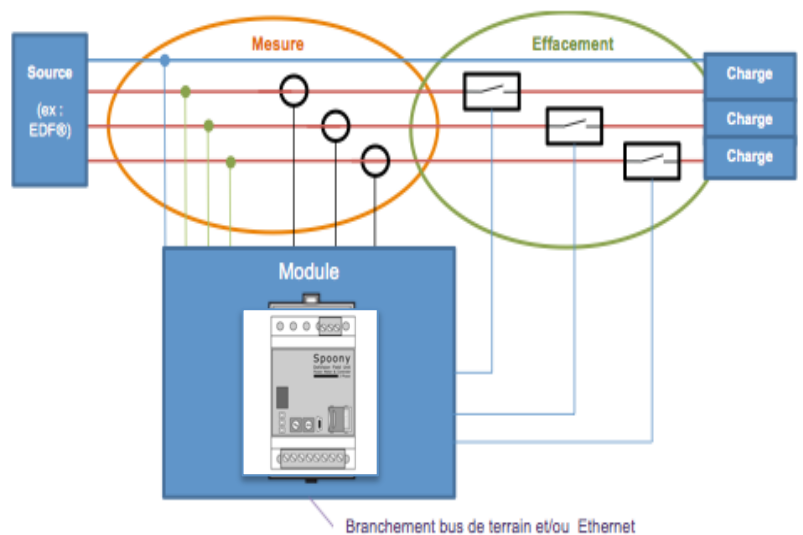 Mesure
Effacement
Source
(ex :
EDF®)
Charge
Charge
Charge
Module
Spoony
Branchement bus de terrain et/ou Ethernet